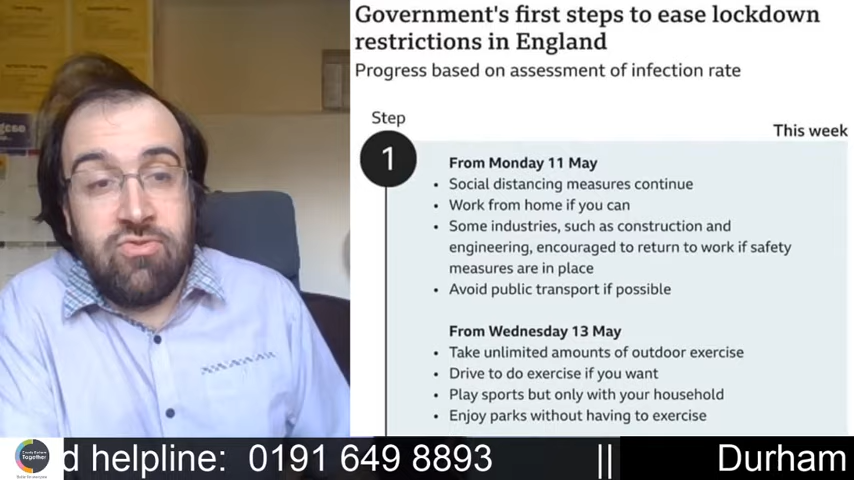 Government's first steps to ease lockdown
restrictions in England
Progress based on assessment of infection rate
Step
This week
1
From Monday 11 May
• Social distancing measures continue
• Work from home if you can
• Some industries, such as construction and
engineering, encouraged to return to work if safety
measures are in place
• Avoid public transport if possible
From Wednesday 13 May
• Take unlimited amounts of outdoor exercise
• Drive to do exercise if you want
• Play sports but only with your household
• Enjoy parks without having to exercise
Together
d helpline: 0191 649 8893 || Durham